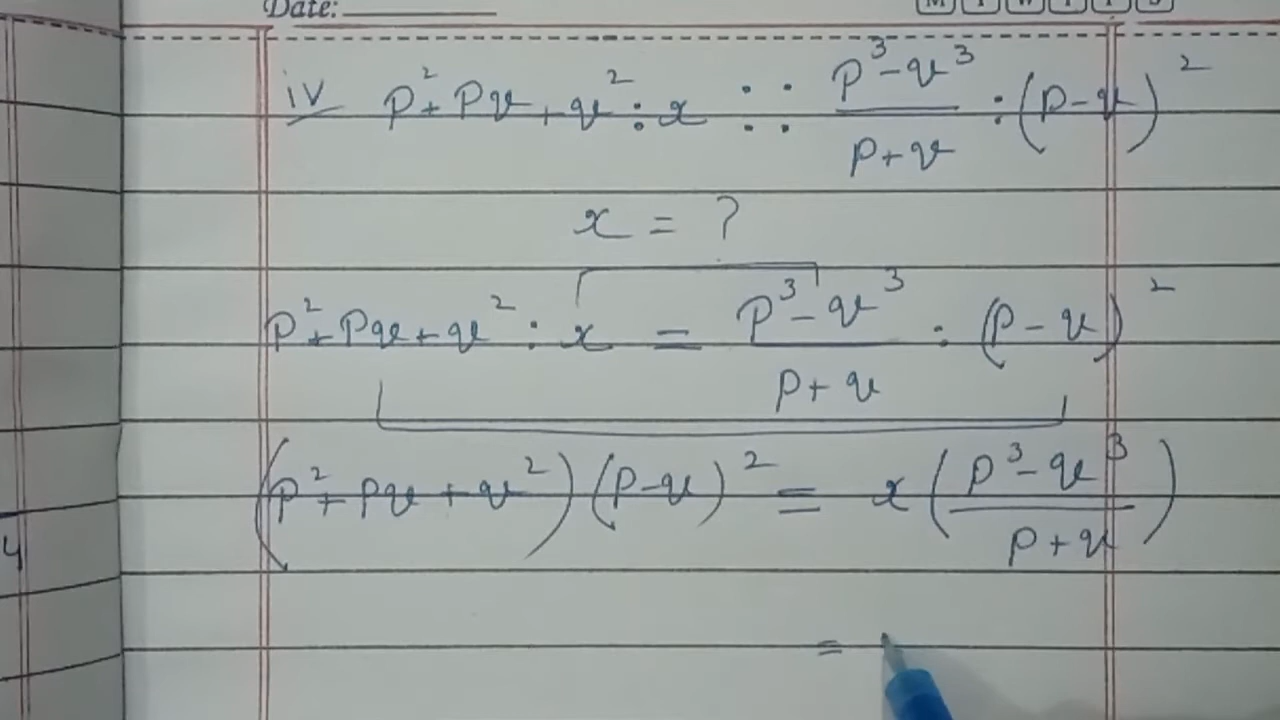 Date:
M T W T F S
iv p²+pq+q² : x :: p³-q³/p+q : (p-q)²
x = ?
p²+pq+q² : x = p³-q³/p+q : (p-q)²
(p²+pq+q²)(p-q)² = x(p³-q³/p+q)
4
=